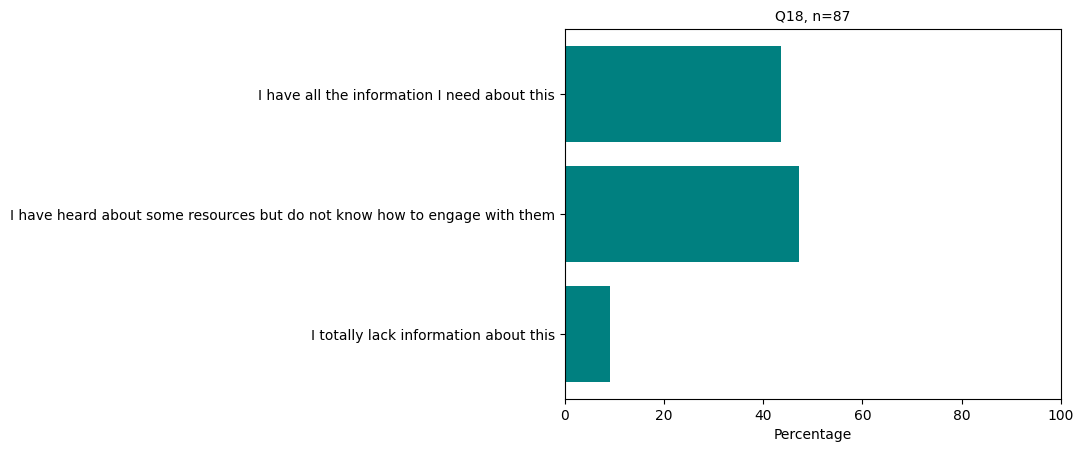 Q18, n=87
I have all the information I need about this
I have heard about some resources but do not know how to engage with them
I totally lack information about this
0 20 40 60 80 100
Percentage